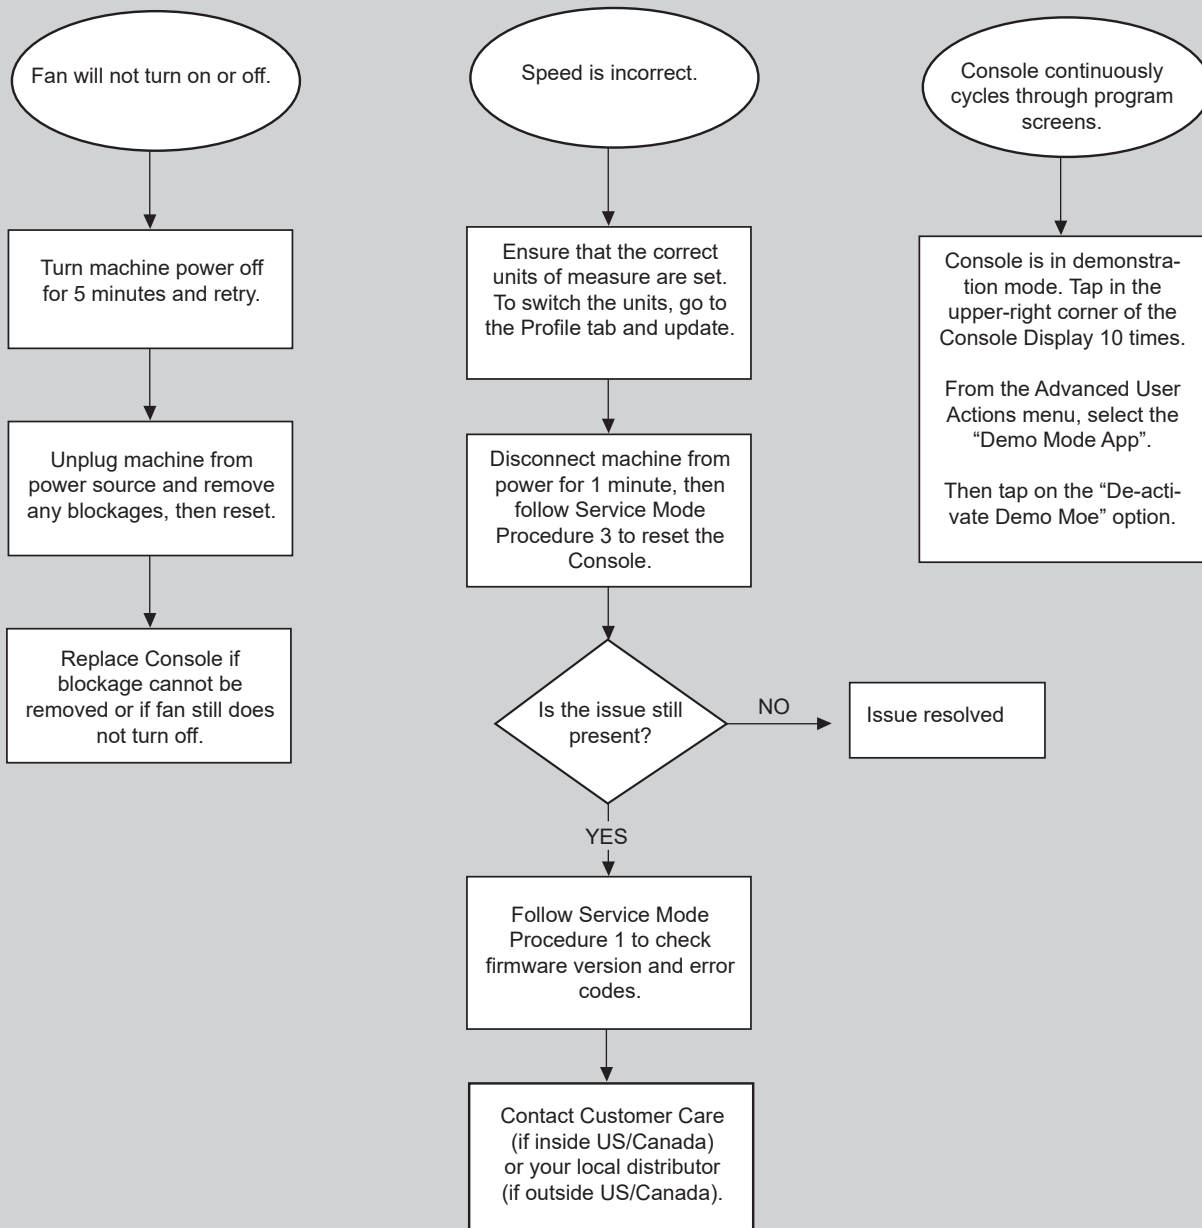 Fan will not turn on or off.
Turn machine power off
for 5 minutes and retry.
Unplug machine from
power source and remove
any blockages, then reset.
Replace Console if
blockage cannot be
removed or if fan still does
not turn off.
Speed is incorrect.
Ensure that the correct
units of measure are set.
To switch the units, go to
the Profile tab and update.
Disconnect machine from
power for 1 minute, then
follow Service Mode
Procedure 3 to reset the
Console.
Is the issue still
present?
NO
Issue resolved
YES
Follow Service Mode
Procedure 1 to check
firmware version and error
codes.
Contact Customer Care
(if inside US/Canada)
or your local distributor
(if outside US/Canada).
Console continuously
cycles through program
screens.
Console is in demonstra-
tion mode. Tap in the
upper-right corner of the
Console Display 10 times.
From the Advanced User
Actions menu, select the
“Demo Mode App”.
Then tap on the “De-acti-
vate Demo Moe” option.